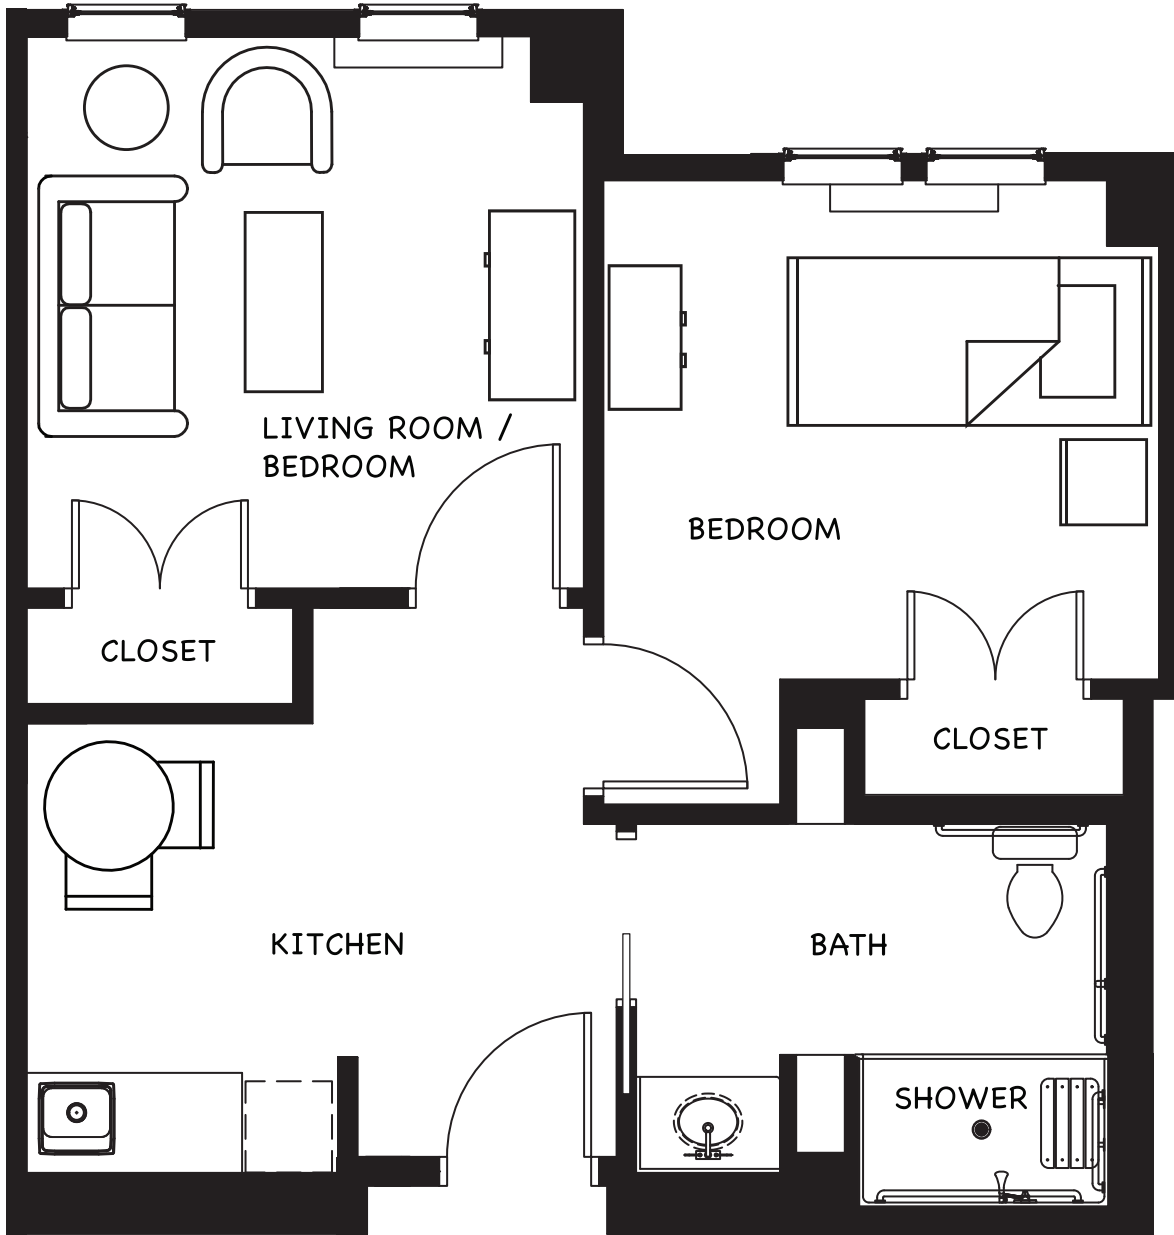 LIVING ROOM /
BEDROOM
BEDROOM
CLOSET
CLOSET
KITCHEN
BATH
SHOWER